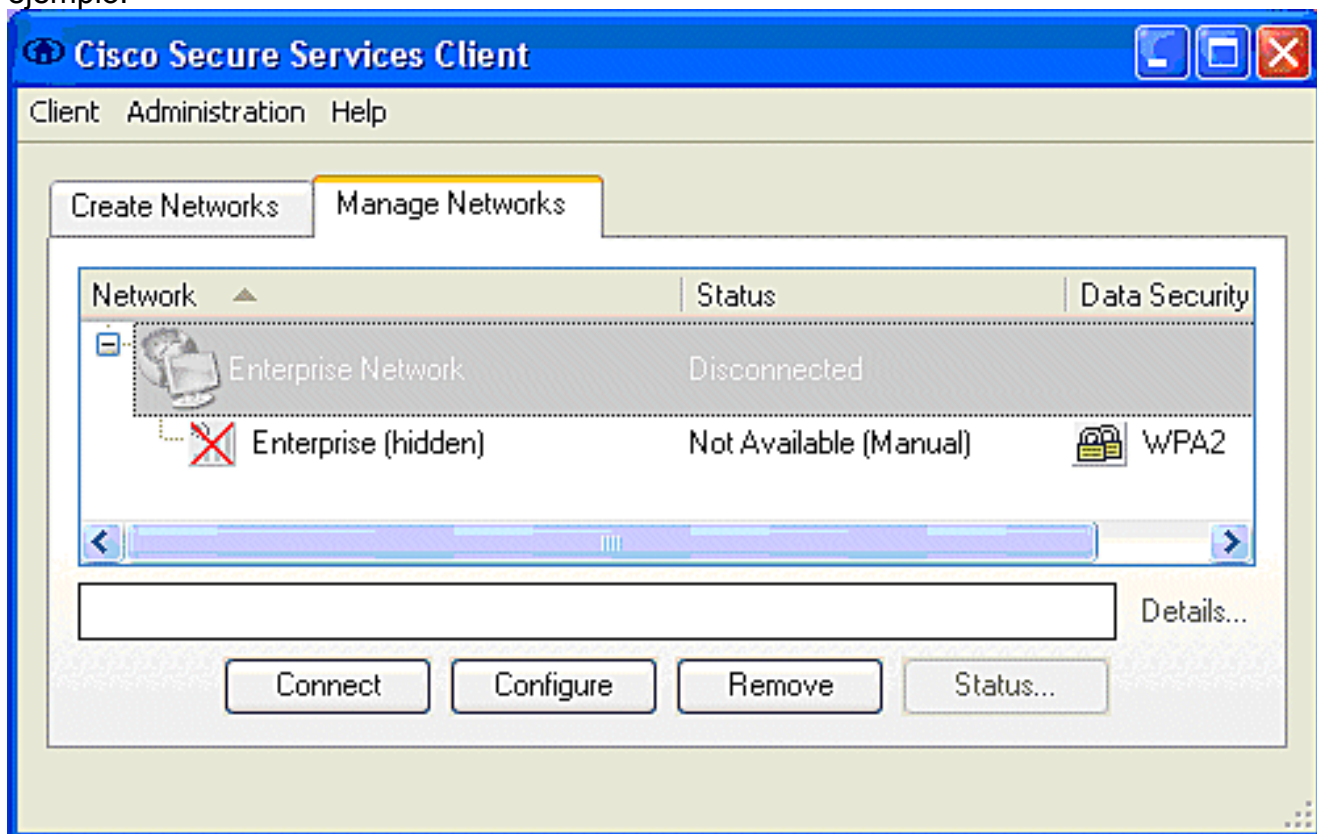 ejemplo:
Cisco Secure Services Client
Client Administration Help
Create Networks Manage Networks
Network Status Data Security
Enterprise Network Disconnected
Enterprise (hidden) Not Available (Manual) WPA2
Details...
Connect Configure Remove Status...